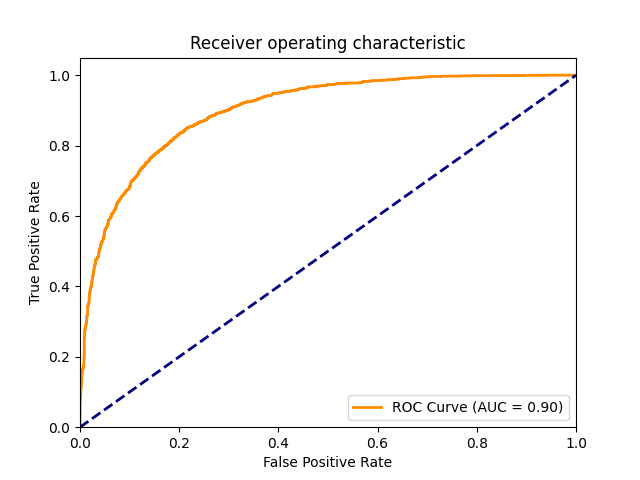 Receiver operating characteristic
True Positive Rate
1.0
0.8
0.6
0.4
0.2
0.0
0.0 0.2 0.4 0.6 0.8 1.0
False Positive Rate
ROC Curve (AUC = 0.90)